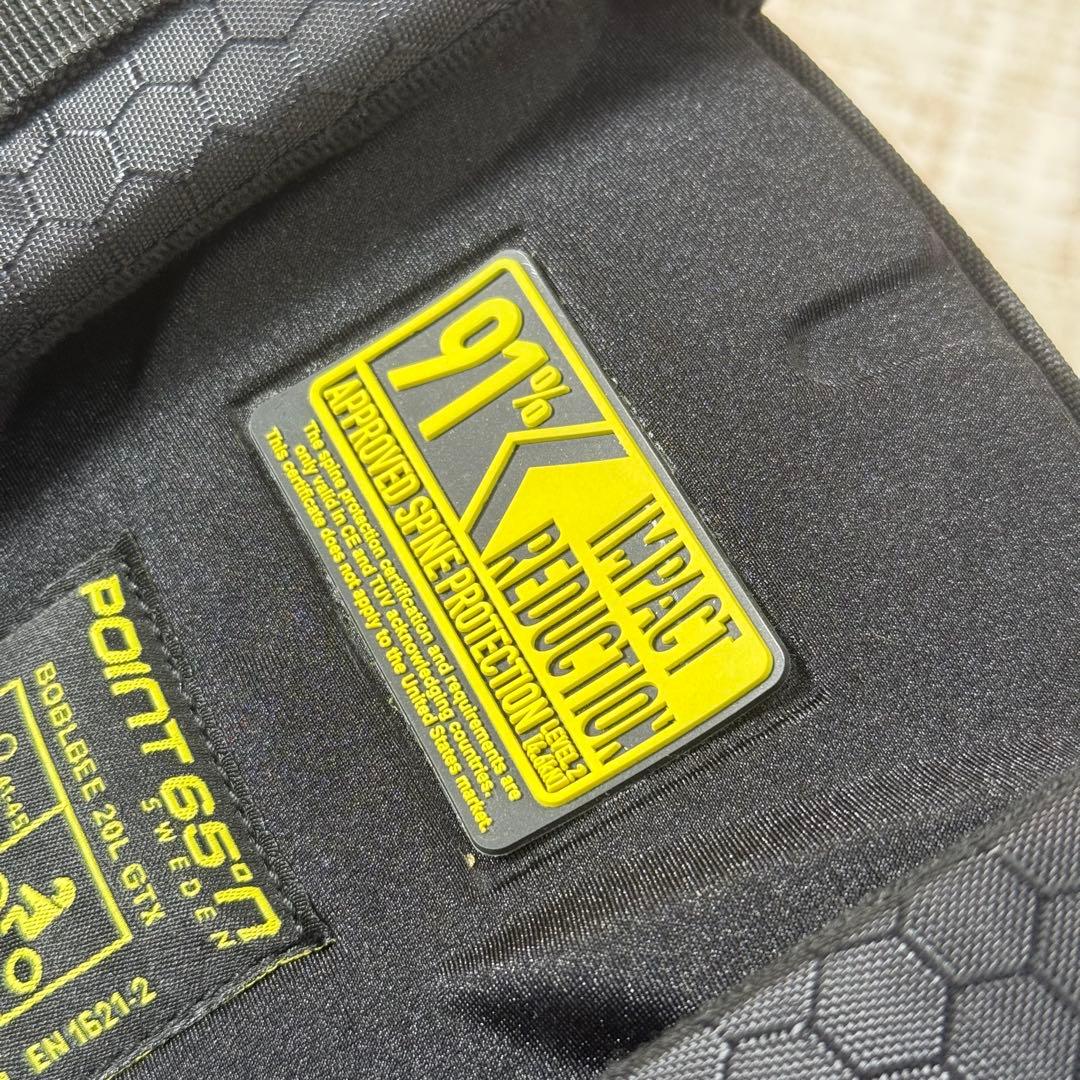 91%
IMPACT
REDUCTION
APPROVED SPINE PROTECTION LEVEL 2
The spine protection certification and requirements are
only valid in CE and TUV acknowledging countries.
This certificate does not apply to the United States market.
POINT 65°N
SWEDEN
BOBLBEE 20L GTX
EN 1621-2